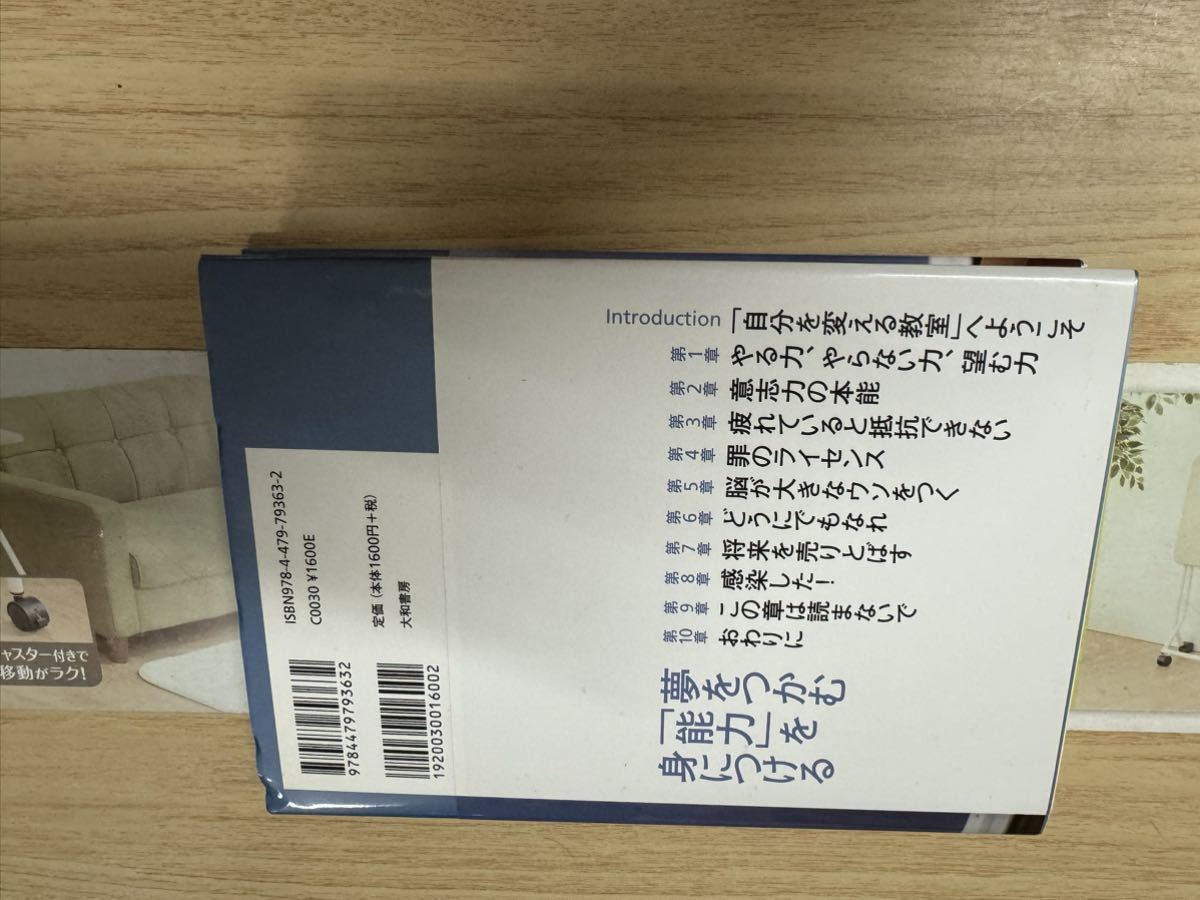 Introduction 「自分を変える教室」へようこそ
第1章 やる力、やらない力、望む力
第2章 意志力の本能
第3章 疲れていると抵抗できない
第4章 罪のライセンス
第5章 脳が大きなウソをつく
第6章 どうにでもなれ
第7章 将来を売りとばす
第8章 感染した！
第9章 この章は読まないで
第10章 おわりに
夢をつかむ
「能力」を
身につける
ISBN978-4-479-79363-2
C0030 ¥1600E
定価（本体1600円＋税）
大和書房
9784479793632
1920030016002
ャスター付きで
移動がラク！